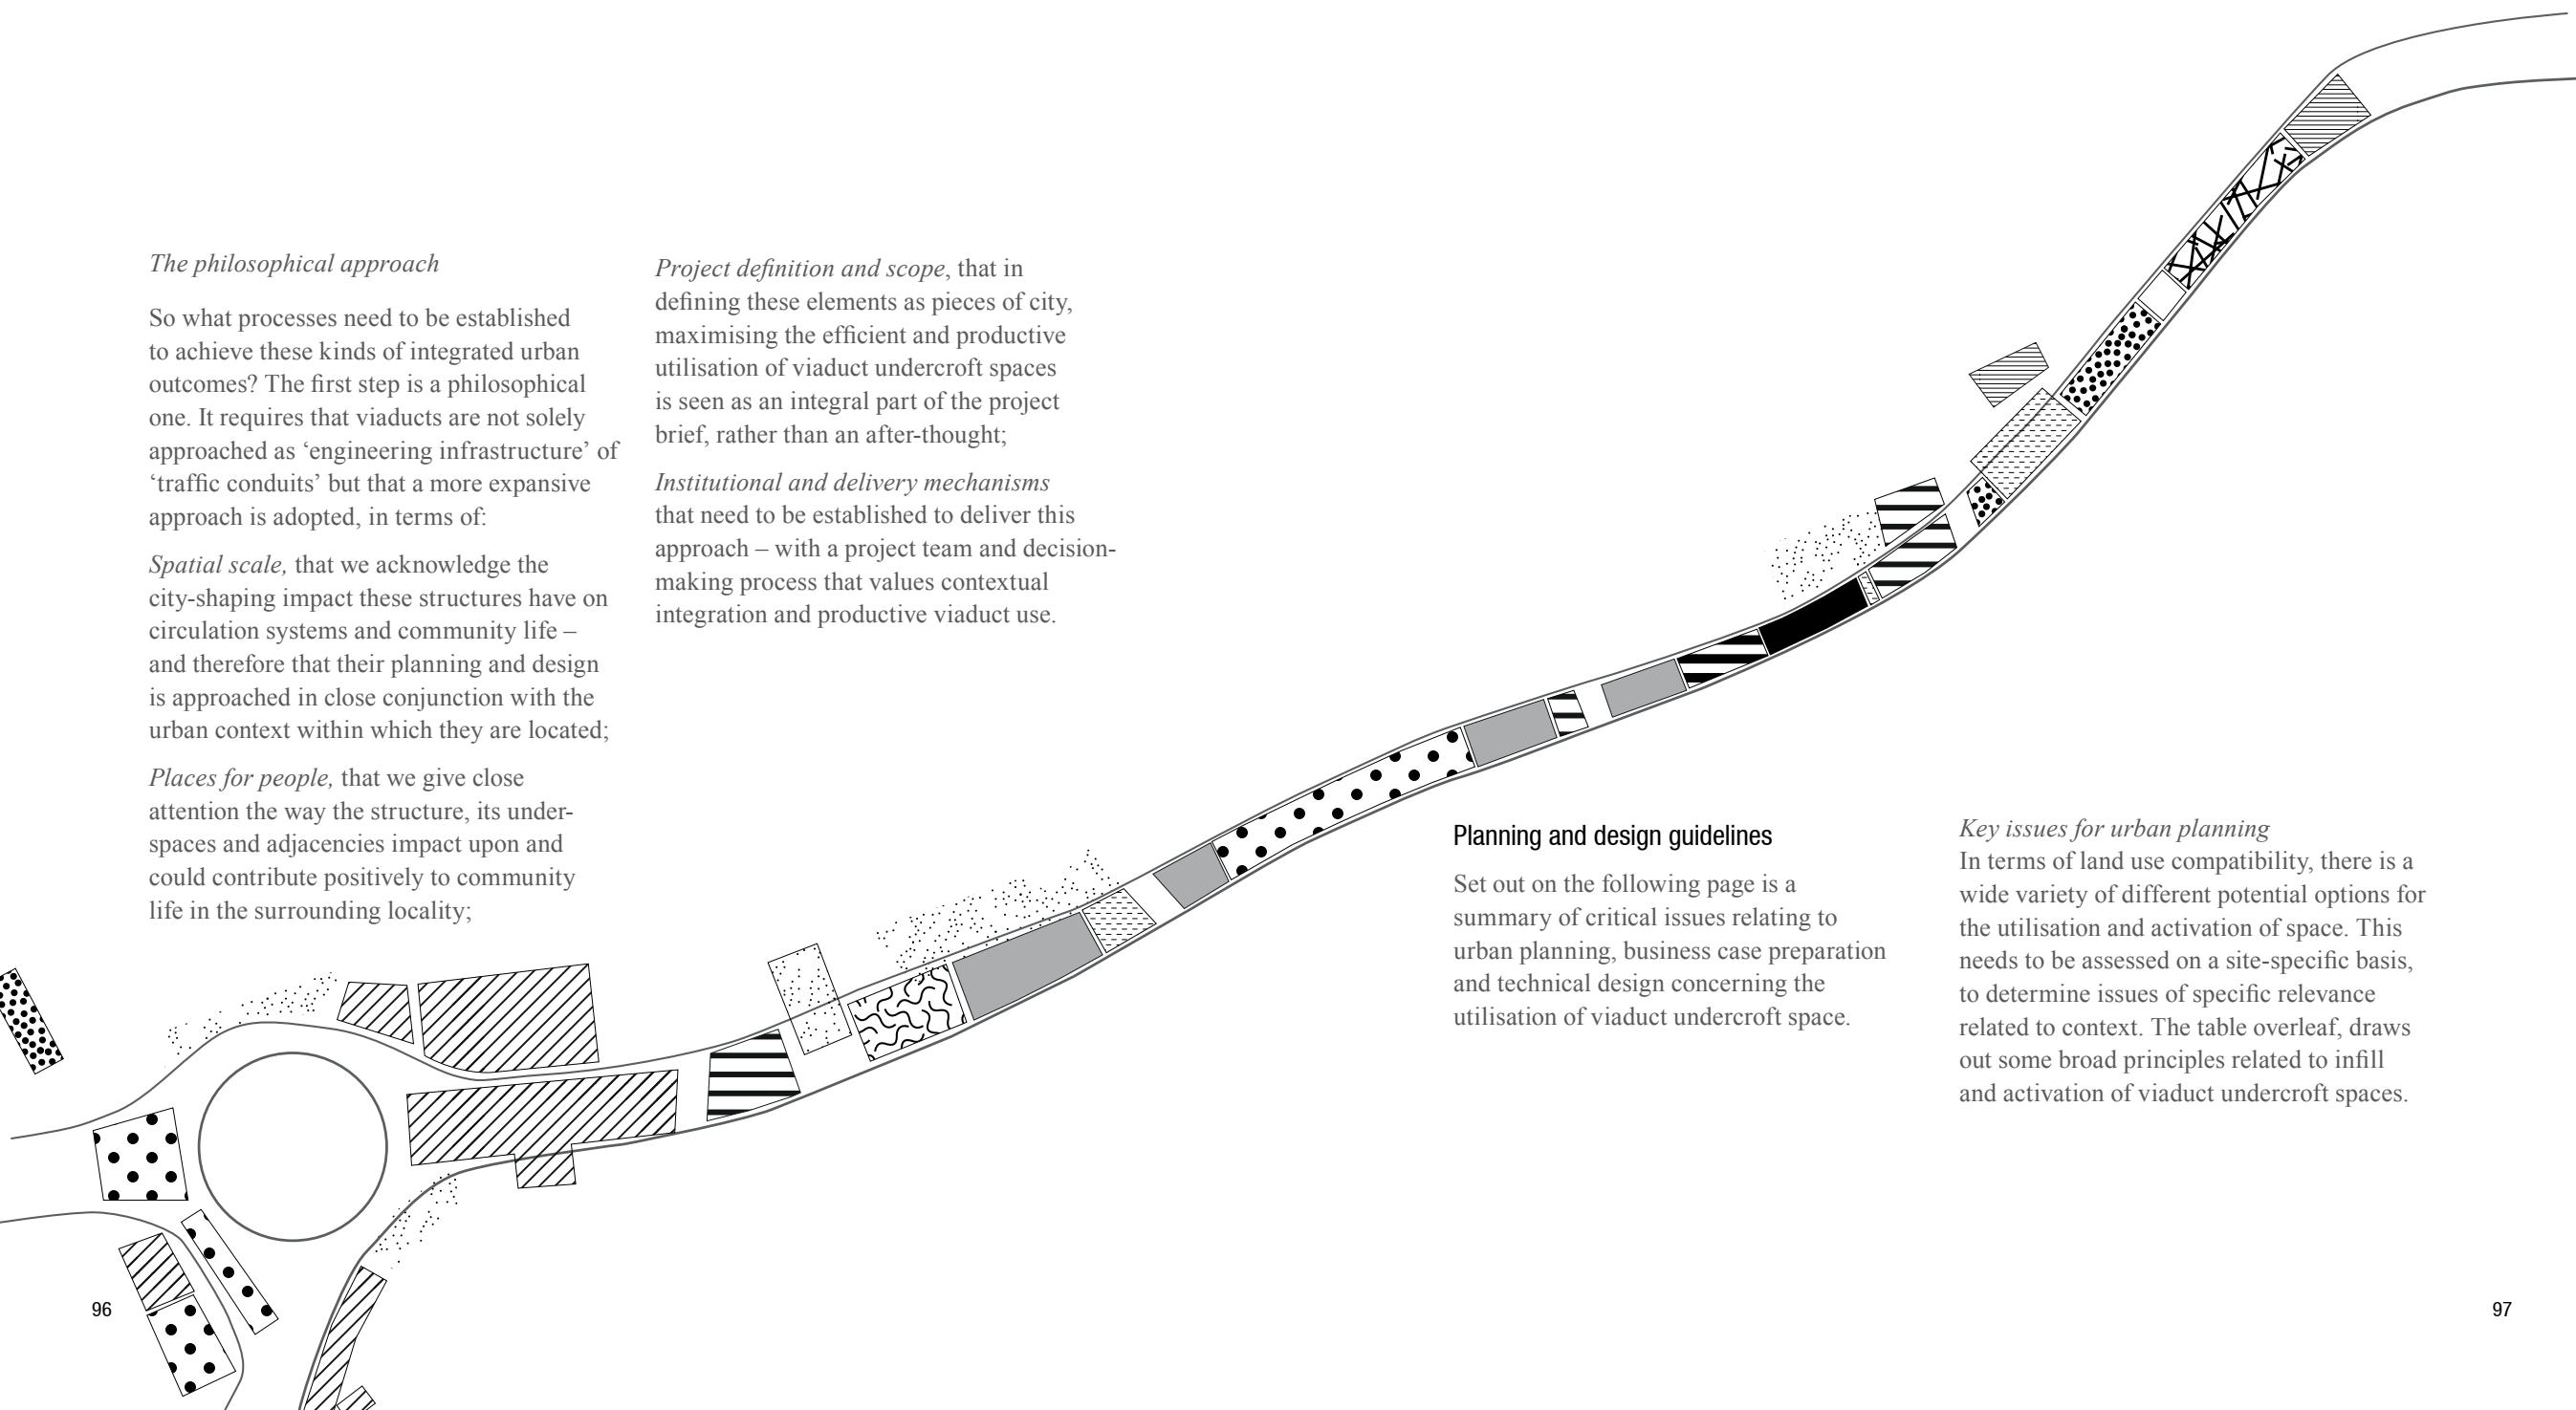 The philosophical approach
So what processes need to be established
to achieve these kinds of integrated urban
outcomes? The first step is a philosophical
one. It requires that viaducts are not solely
approached as ‘engineering infrastructure’ of
‘traffic conduits’ but that a more expansive
approach is adopted, in terms of:
Spatial scale, that we acknowledge the
city-shaping impact these structures have on
circulation systems and community life –
and therefore that their planning and design
is approached in close conjunction with the
urban context within which they are located;
Places for people, that we give close
attention the way the structure, its under-
spaces and adjacencies impact upon and
could contribute positively to community
life in the surrounding locality;
Project definition and scope, that in
defining these elements as pieces of city,
maximising the efficient and productive
utilisation of viaduct undercroft spaces
is seen as an integral part of the project
brief, rather than an after-thought;
Institutional and delivery mechanisms
that need to be established to deliver this
approach – with a project team and decision-
making process that values contextual
integration and productive viaduct use.
Planning and design guidelines
Set out on the following page is a
summary of critical issues relating to
urban planning, business case preparation
and technical design concerning the
utilisation of viaduct undercroft space.
Key issues for urban planning
In terms of land use compatibility, there is a
wide variety of different potential options for
the utilisation and activation of space. This
needs to be assessed on a site-specific basis,
to determine issues of specific relevance
related to context. The table overleaf, draws
out some broad principles related to infill
and activation of viaduct undercroft spaces.
96
97